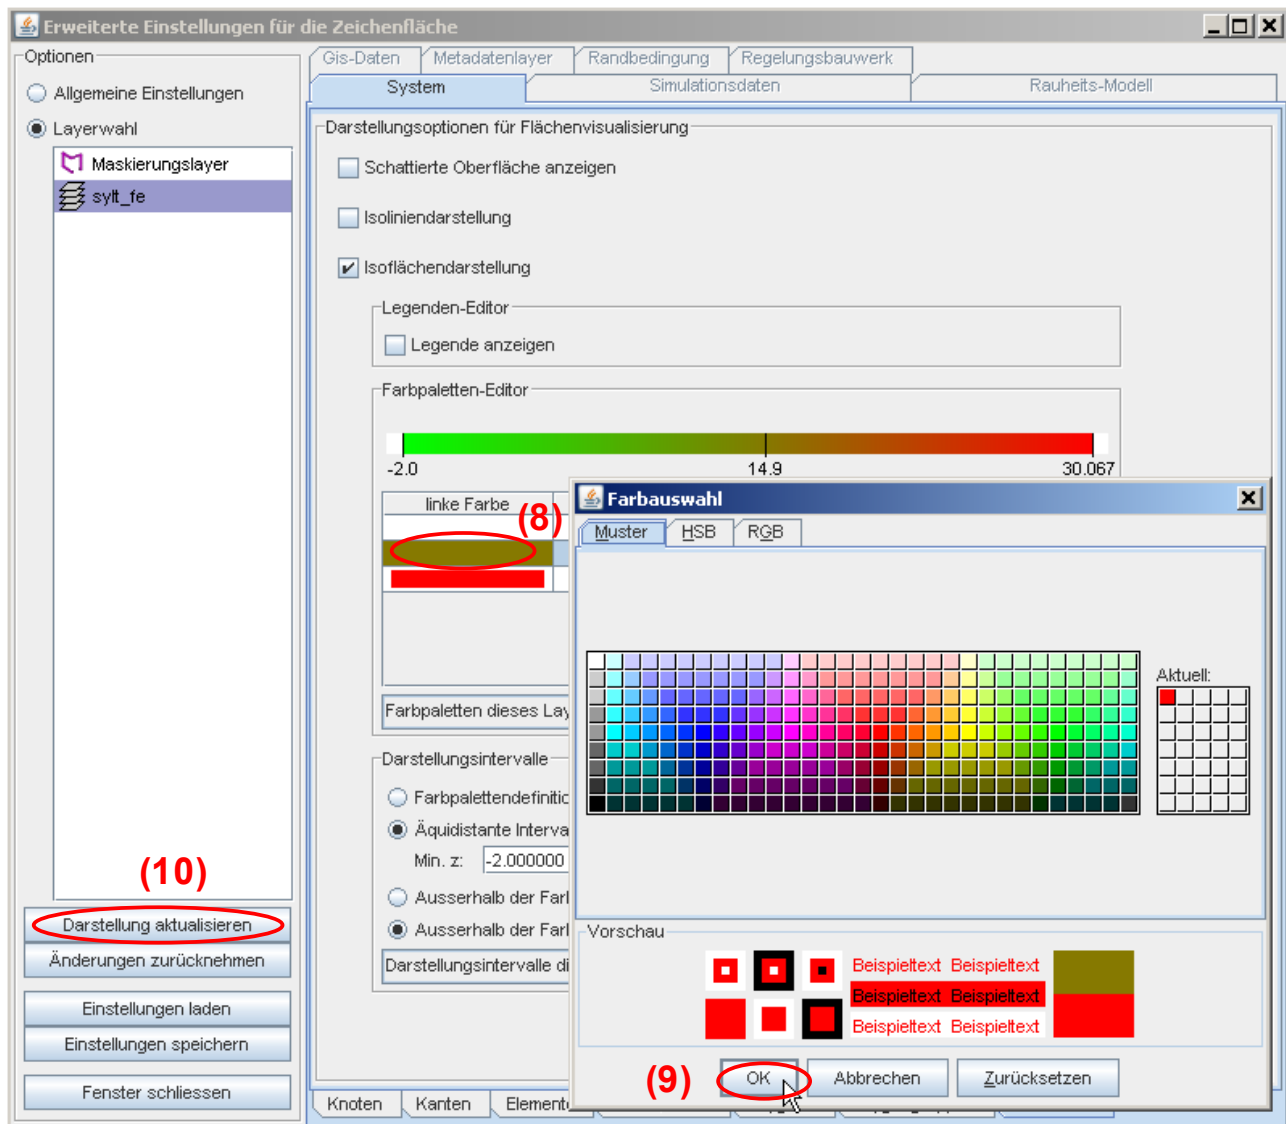 Erweiterte Einstellungen für die Zeichenfläche
Optionen
Allgemeine Einstellungen
Layerwahl
Maskierungslayer
sylt_fe
(10)
Darstellung aktualisieren
Änderungen zurücknehmen
Einstellungen laden
Einstellungen speichern
Fenster schliessen
Gis-Daten Metadatenlayer Randbedingung Regelungsbauwerk
System Simulationsdaten Rauheits-Modell
Darstellungsoptionen für Flächenvisualisierung
Schattierte Oberfläche anzeigen
Isoliniendarstellung
Isoflächendarstellung
Legenden-Editor
Legende anzeigen
Farbpaletten-Editor
-2.0 14.9 30.067
linke Farbe
(8)
Farbpaletten dieses Lay
Darstellungsintervalle
Farbpalettendefinitio
Äquidistante Interva
Min. z: -2.000000
Ausserhalb der Farl
Ausserhalb der Farl
Darstellungsintervalle di
Knoten Kanten Elemente
Farbauswahl
Muster HSB RGB
Aktuell:
Vorschau
Beispieltext Beispieltext
Beispieltext Beispieltext
Beispieltext Beispieltext
(9)
OK Abbrechen Zurücksetzen